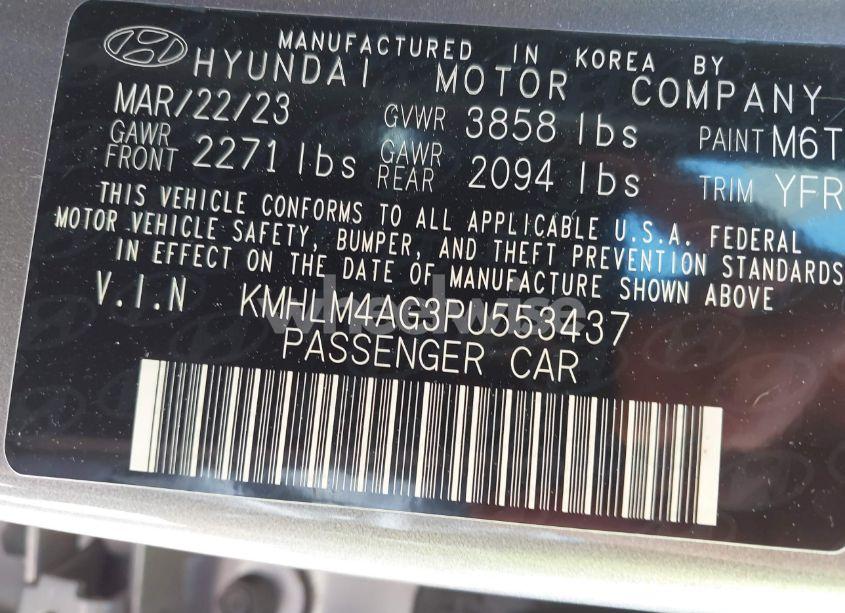 MANUFACTURED IN KOREA BY
HYUNDAI MOTOR COMPANY
MAR/22/23 GVWR 3858 lbs PAINT M6T
GAWR FRONT 2271 lbs GAWR REAR 2094 lbs TRIM YFR
THIS VEHICLE CONFORMS TO ALL APPLICABLE U.S.A. FEDERAL
MOTOR VEHICLE SAFETY, BUMPER, AND THEFT PREVENTION STANDARDS
IN EFFECT ON THE DATE OF MANUFACTURE SHOWN ABOVE
V.I.N KMHLM4AG3PU553437
wheelwise
PASSENGER CAR